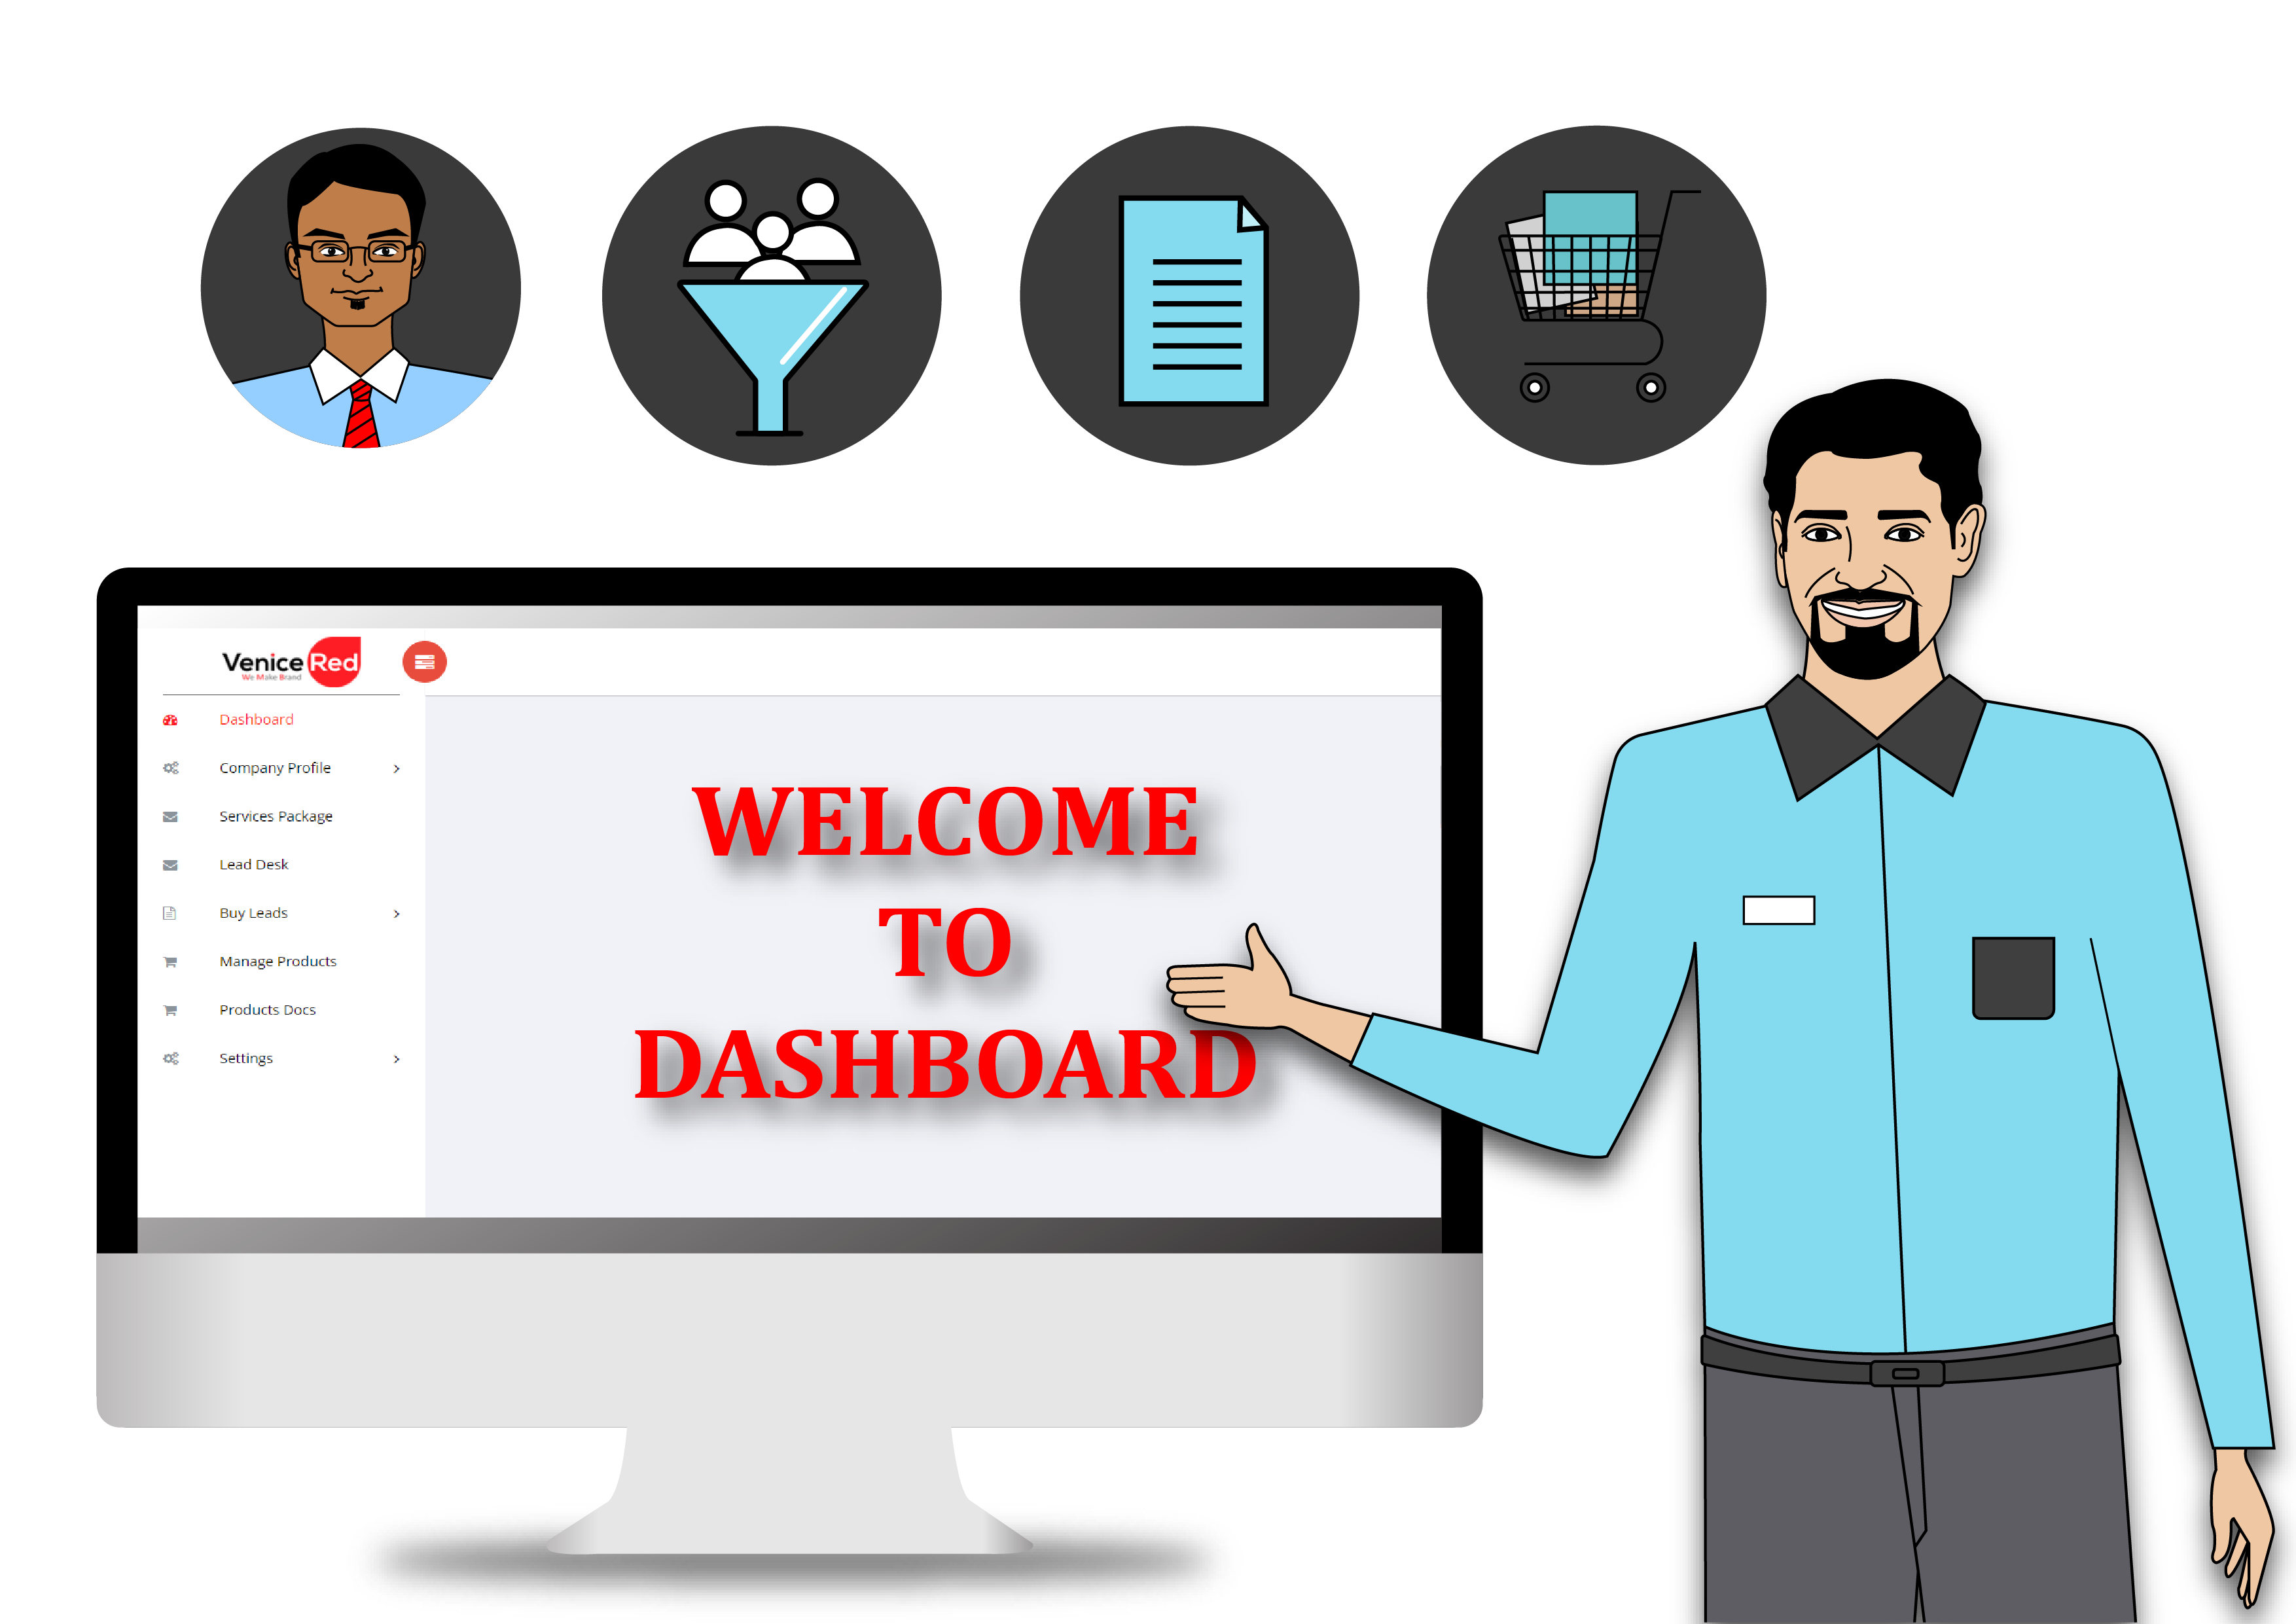 Venice Red
We Make Brand
Dashboard
Company Profile
Services Package
Lead Desk
Buy Leads
Manage Products
Products Docs
Settings
WELCOME
TO
DASHBOARD